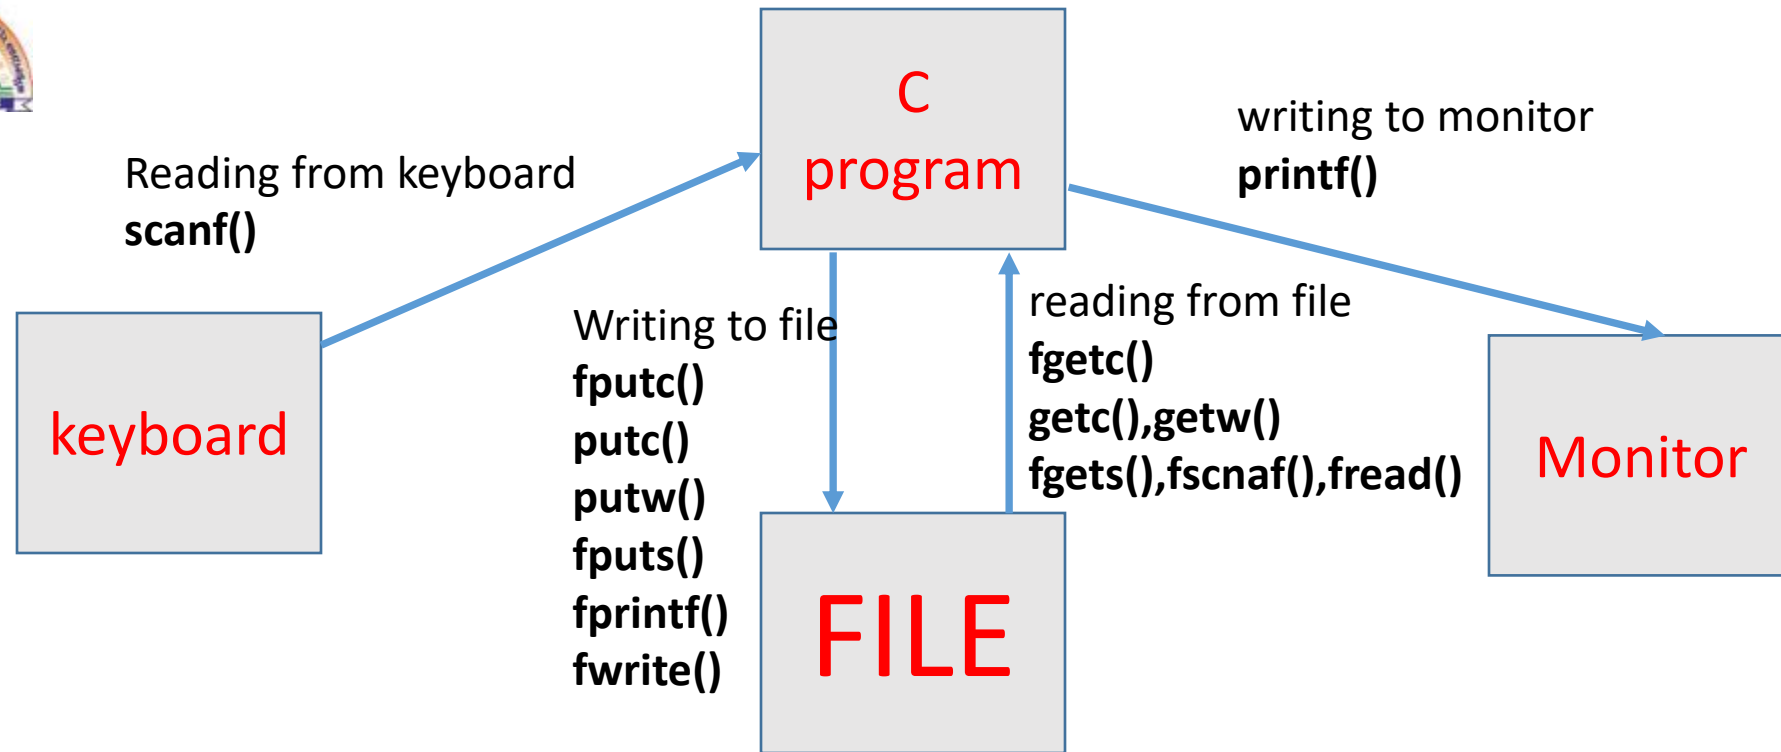 C
program
writing to monitor
printf()
Reading from keyboard
scanf()
keyboard
Writing to file
fputc()
putc()
putw()
fputs()
fprintf()
fwrite()
reading from file
fgetc()
getc(),getw()
fgets(),fscnaf(),fread()
Monitor
FILE